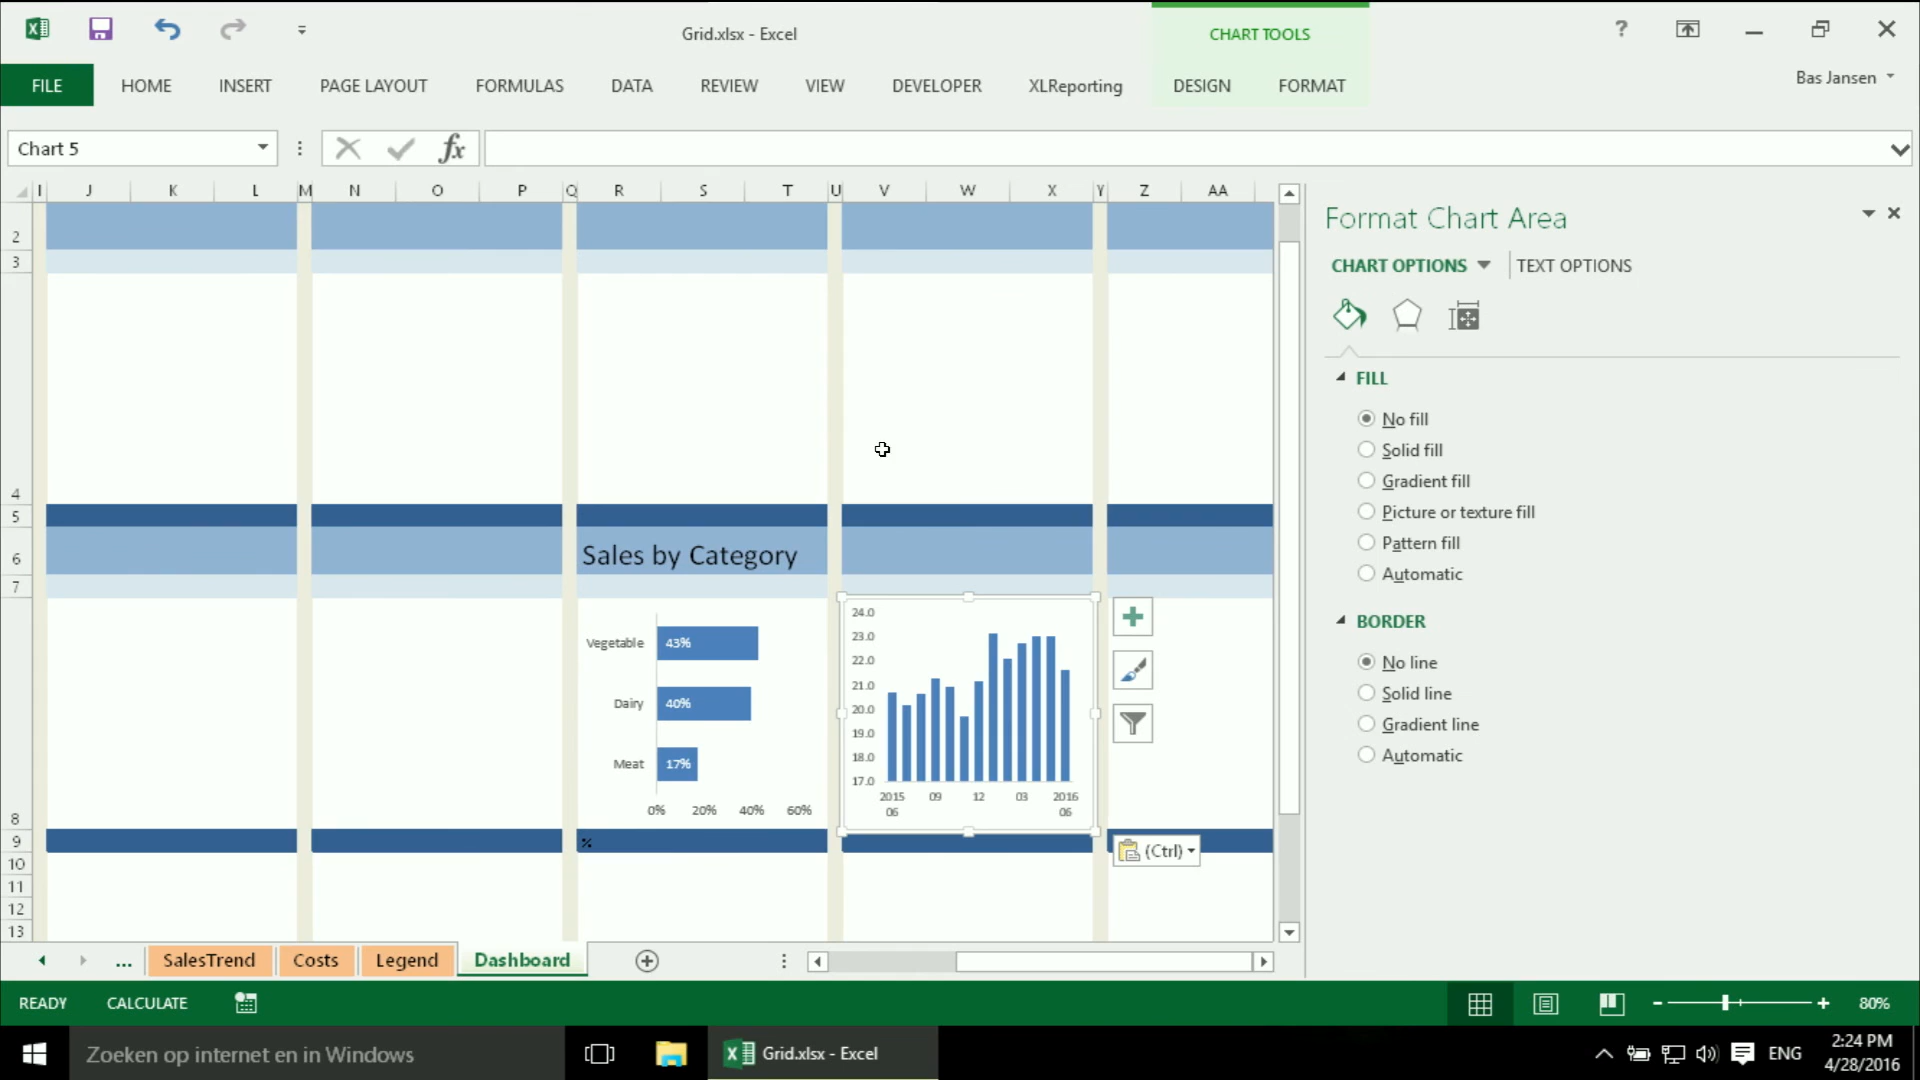 Grid.xlsx - Excel
CHART TOOLS
?
FILE HOME INSERT PAGE LAYOUT FORMULAS DATA REVIEW VIEW DEVELOPER XLReporting DESIGN FORMAT
Bas Jansen
Chart 5
fx
I J K L M N O P Q R S T U V W X Y Z AA
2
3
4
5
6
7
8
9
10
11
12
13
Sales by Category
Vegetable 43%
Dairy 40%
Meat 17%
0% 20% 40% 60%
%
24.0
23.0
22.0
21.0
20.0
19.0
18.0
17.0
2015 09 12 03 2016
06 06
(Ctrl)
Format Chart Area
CHART OPTIONS TEXT OPTIONS
FILL
No fill
Solid fill
Gradient fill
Picture or texture fill
Pattern fill
Automatic
BORDER
No line
Solid line
Gradient line
Automatic
... SalesTrend Costs Legend Dashboard
READY CALCULATE
80%
Zoeken op internet en in Windows
Grid.xlsx - Excel
ENG
2:24 PM
4/28/2016